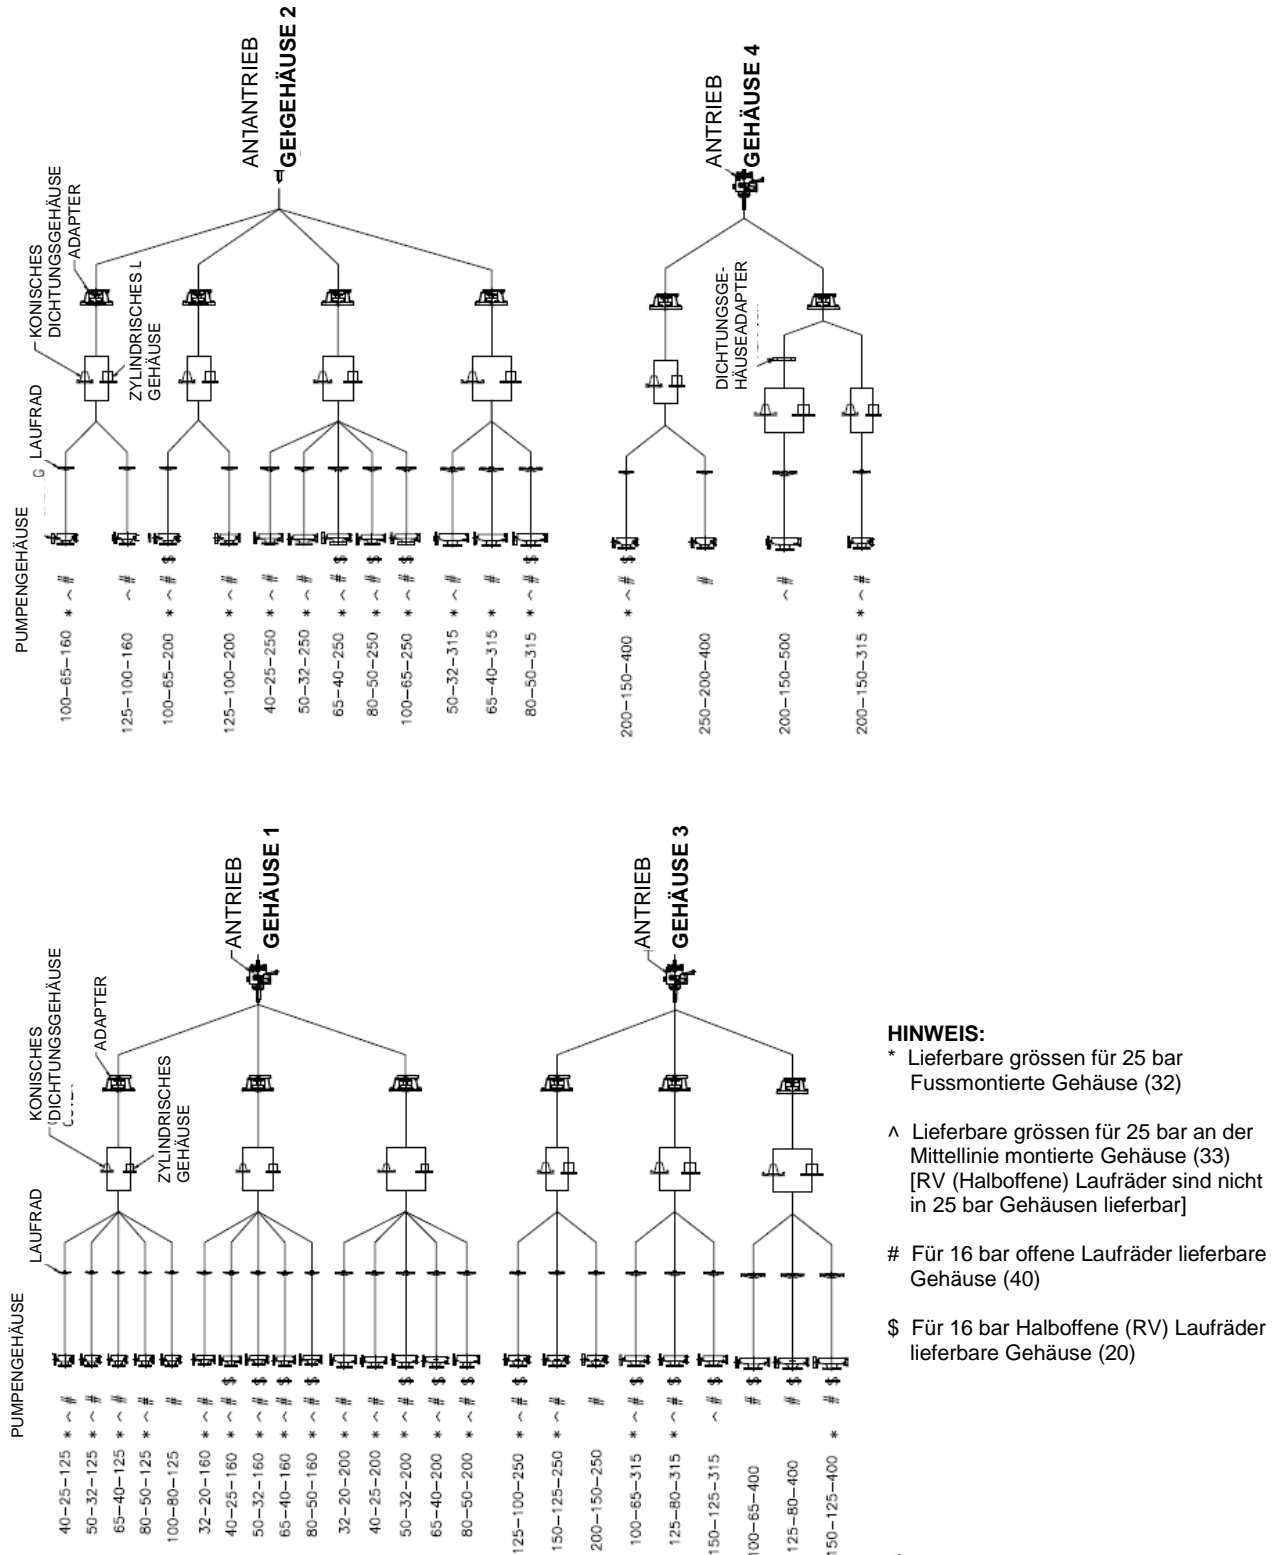 ANTANTRIEB
GEHÄUSE 2
KONISCHES
DICHTUNGSGEHÄUSE
ADAPTER
ZYLINDRISCHES L
GEHÄUSE
G LAUFRAD
PUMPENGEHÄUSE
100-65-160 * ^ #
125-100-160 ^ #
100-65-200 * ^ # $
125-100-200 * ^ #
40-25-250 * ^ #
50-32-250 * ^ #
65-40-250 * ^ # $
80-50-250 * ^ # $
100-65-250 * ^ # $
50-32-315 * ^ #
65-40-315 * #
80-50-315 * ^ # $
ANTRIEB
GEHÄUSE 4
DICHTUNGSGE-
HÄUSEADAPTER
200-150-400 * ^ # $
250-200-400 #
200-150-500 ^ #
200-150-315 * ^ #
ANTRIEB
GEHÄUSE 1
KONISCHES
DICHTUNGSGEHÄUSE
ADAPTER
ZYLINDRISCHES
GEHÄUSE
LAUFRAD
PUMPENGEHÄUSE
40-25-125 * ^ #
50-32-125 * ^ #
65-40-125 * ^ #
80-50-125 * ^ #
100-80-125 #
32-20-160 * ^ #
40-25-160 * ^ # $
50-32-160 * ^ # $
65-40-160 * ^ # $
80-50-160 * ^ # $
32-20-200 * ^ #
40-25-200 * ^ #
50-32-200 * ^ # $
65-40-200 * ^ # $
80-50-200 * ^ # $
ANTRIEB
GEHÄUSE 3
125-100-250 * ^ # $
150-125-250 * ^ # $
200-150-250 #
100-65-315 * ^ # $
125-80-315 * ^ # $
150-125-315 ^ # $
100-65-400 # $
125-80-400 # $
150-125-400 * # $
HINWEIS:
* Lieferbare grössen für 25 bar
Fussmontierte Gehäuse (32)
^ Lieferbare grössen für 25 bar an der
Mittellinie montierte Gehäuse (33)
[RV (Halboffene) Laufräder sind nicht
in 25 bar Gehäusen lieferbar]
# Für 16 bar offene Laufräder lieferbare
Gehäuse (40)
$ Für 16 bar Halboffene (RV) Laufräder
lieferbare Gehäuse (20)